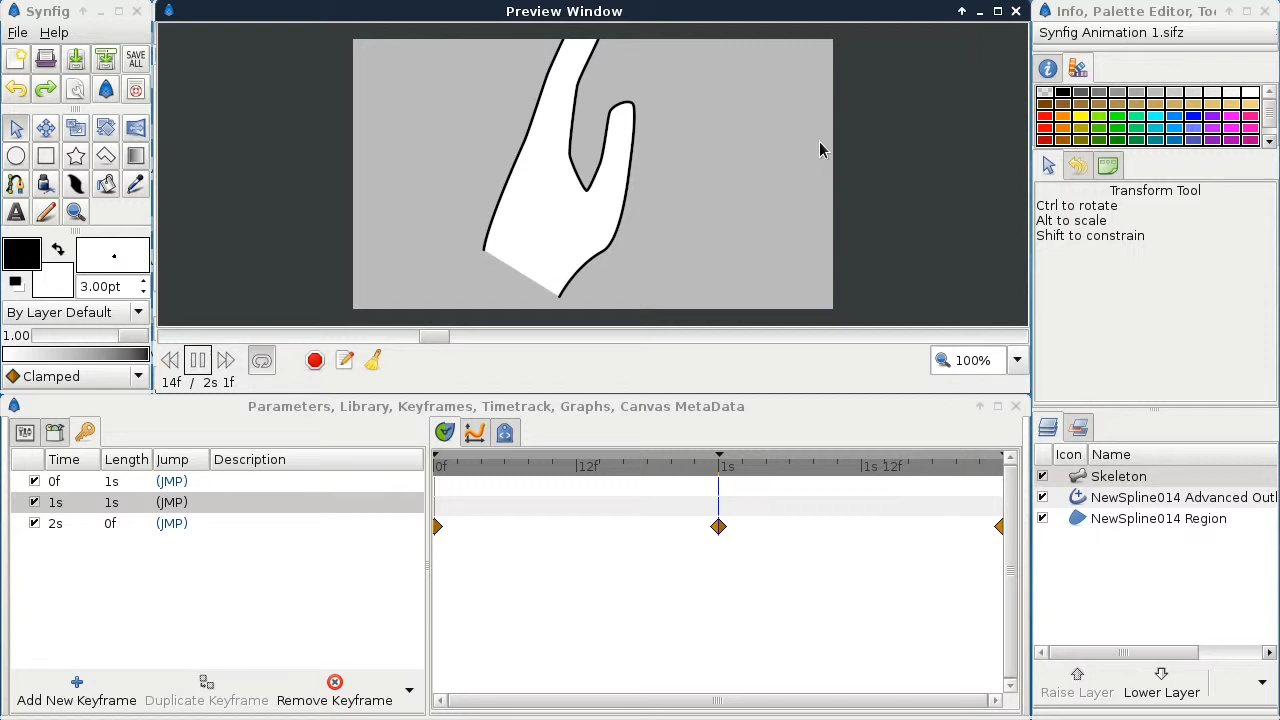 Synfig
File Help
SAVE
ALL
3.00pt
By Layer Default
1.00
Clamped
Preview Window
14f / 2s 1f
100%
Info, Palette Editor, To
Synfig Animation 1.sifz
Transform Tool
Ctrl to rotate
Alt to scale
Shift to constrain
Parameters, Library, Keyframes, Timetrack, Graphs, Canvas MetaData
Time Length Jump Description
0f 1s (JMP)
1s 1s (JMP)
2s 0f (JMP)
Add New Keyframe Duplicate Keyframe Remove Keyframe
0f 12f 1s 1s 12f
Icon Name
Skeleton
NewSpline014 Advanced Outl
NewSpline014 Region
Raise Layer Lower Layer